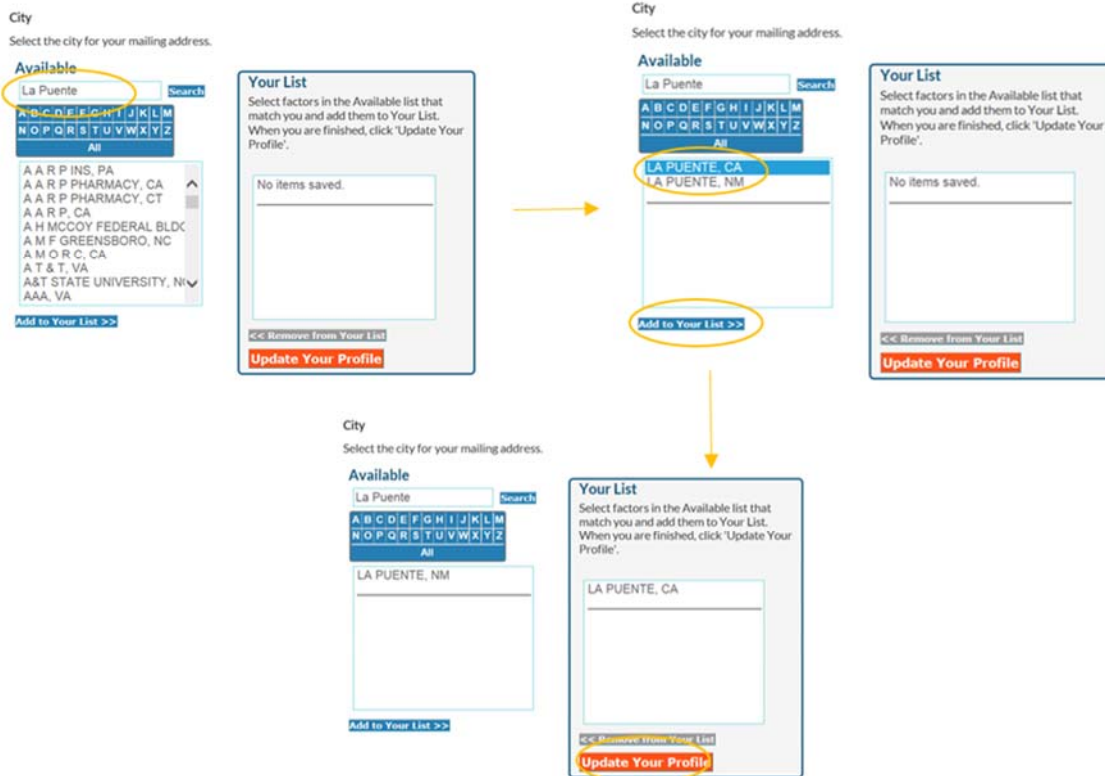 City
Select the city for your mailing address.
Available
La Puente
Search
A B C D E F G H I J K L M
N O P Q R S T U V W X Y Z
All
A A R P INS, PA
A A R P PHARMACY, CA
A A R P PHARMACY, CT
A A R P, CA
A H MCCOY FEDERAL BLDG
A M F GREENSBORO, NC
A M O R C, CA
A T & T, VA
A&T STATE UNIVERSITY, NC
AAA, VA
Add to Your List >>
Your List
Select factors in the Available list that
match you and add them to Your List.
When you are finished, click 'Update Your
Profile'.
No items saved.
<< Remove from Your List
Update Your Profile
City
Select the city for your mailing address.
Available
La Puente
Search
A B C D E F G H I J K L M
N O P Q R S T U V W X Y Z
All
LA PUENTE, CA
LA PUENTE, NM
Add to Your List >>
Your List
Select factors in the Available list that
match you and add them to Your List.
When you are finished, click 'Update Your
Profile'.
No items saved.
<< Remove from Your List
Update Your Profile
City
Select the city for your mailing address.
Available
La Puente
Search
A B C D E F G H I J K L M
N O P Q R S T U V W X Y Z
All
LA PUENTE, NM
Add to Your List >>
Your List
Select factors in the Available list that
match you and add them to Your List.
When you are finished, click 'Update Your
Profile'.
LA PUENTE, CA
<< Remove from Your List
Update Your Profile